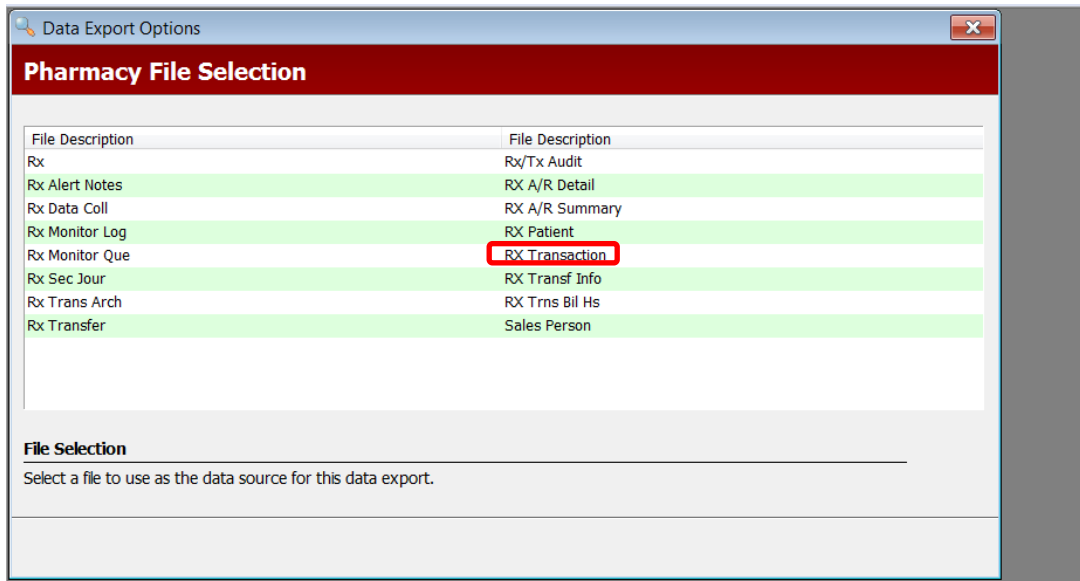 Data Export Options
Pharmacy File Selection
File Description File Description
Rx Rx/Tx Audit
Rx Alert Notes RX A/R Detail
Rx Data Coll RX A/R Summary
Rx Monitor Log RX Patient
Rx Monitor Que RX Transaction
Rx Sec Jour RX Transf Info
Rx Trans Arch RX Trns Bil Hs
Rx Transfer Sales Person
File Selection
Select a file to use as the data source for this data export.